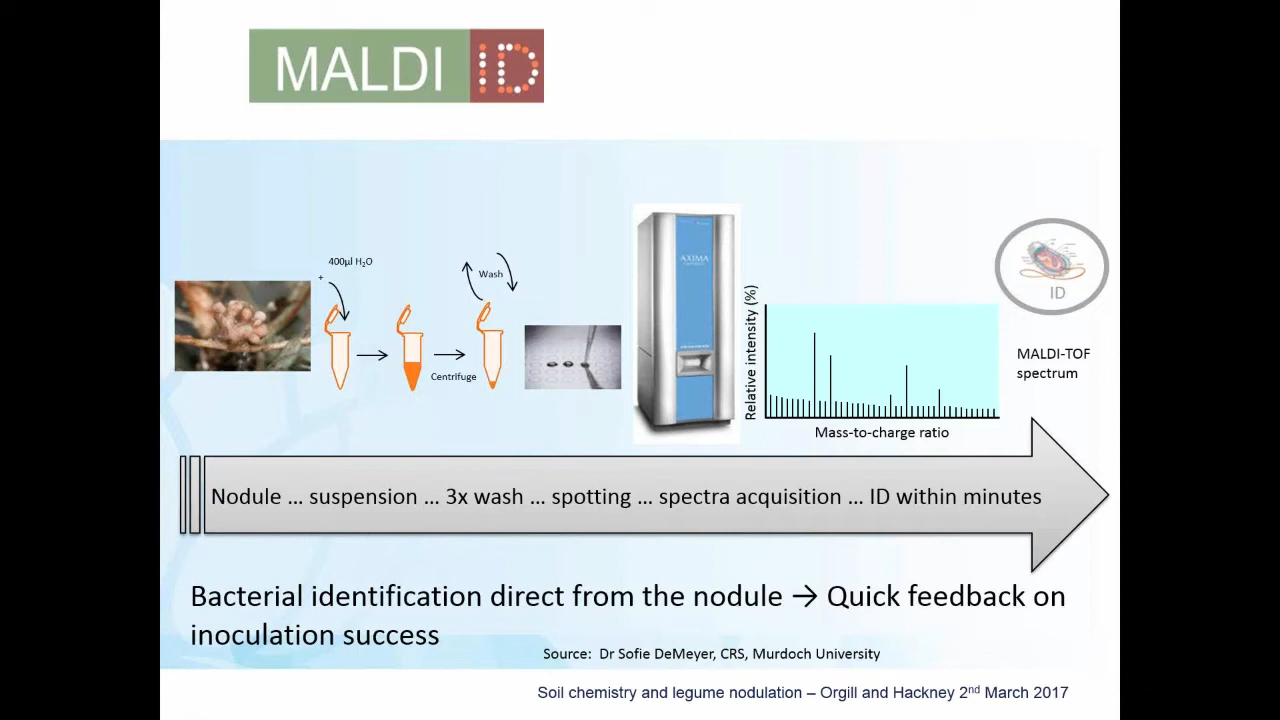 MALDI ID
400µl H₂O
+
Wash
Centrifuge
AXIMA
Relative intensity (%)
Mass-to-charge ratio
ID
MALDI-TOF
spectrum
Nodule ... suspension ... 3x wash ... spotting ... spectra acquisition ... ID within minutes
Bacterial identification direct from the nodule → Quick feedback on
inoculation success
Source: Dr Sofie DeMeyer, CRS, Murdoch University
Soil chemistry and legume nodulation – Orgill and Hackney 2nd March 2017